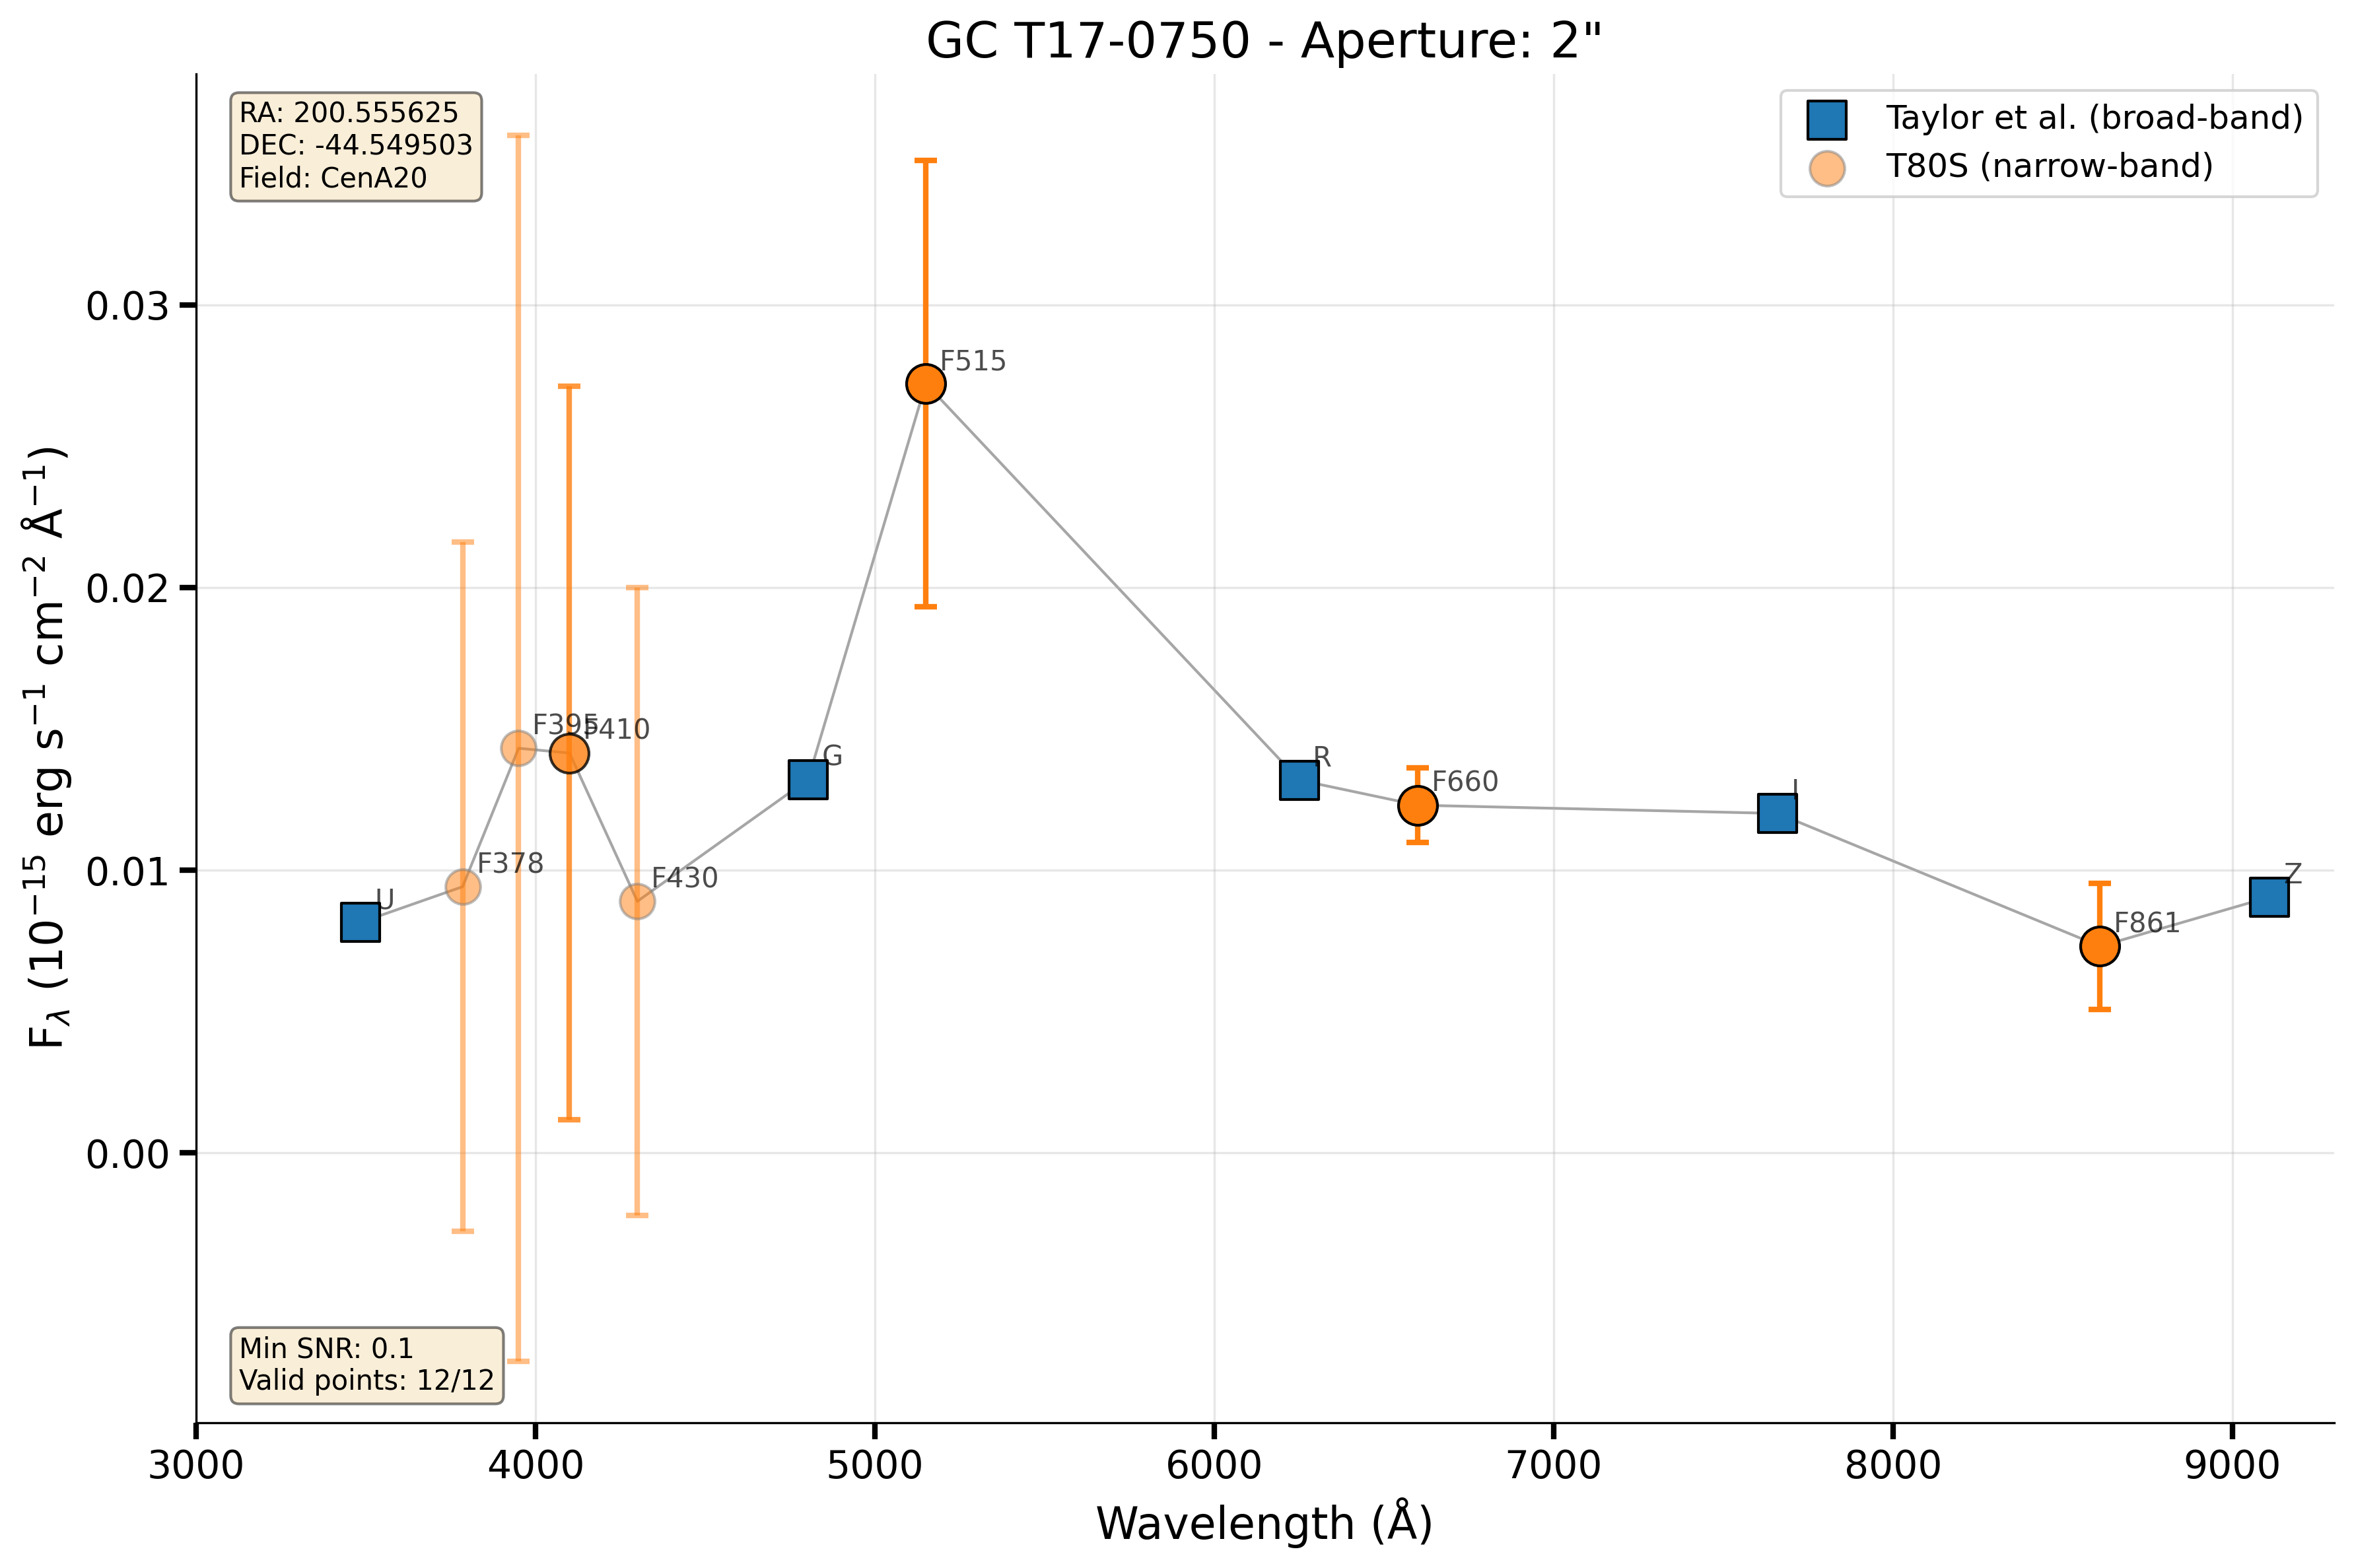 GC T17-0750 - Aperture: 2"
RA: 200.555625
DEC: -44.549503
Field: CenA20
Taylor et al. (broad-band)
T80S (narrow-band)
F515
F395
F410
G
R
F660
I
F378
F430
U
Z
F861
0.03
0.02
0.01
0.00
F_λ (10⁻¹⁵ erg s⁻¹ cm⁻² Å⁻¹)
Min SNR: 0.1
Valid points: 12/12
3000 4000 5000 6000 7000 8000 9000
Wavelength (Å)